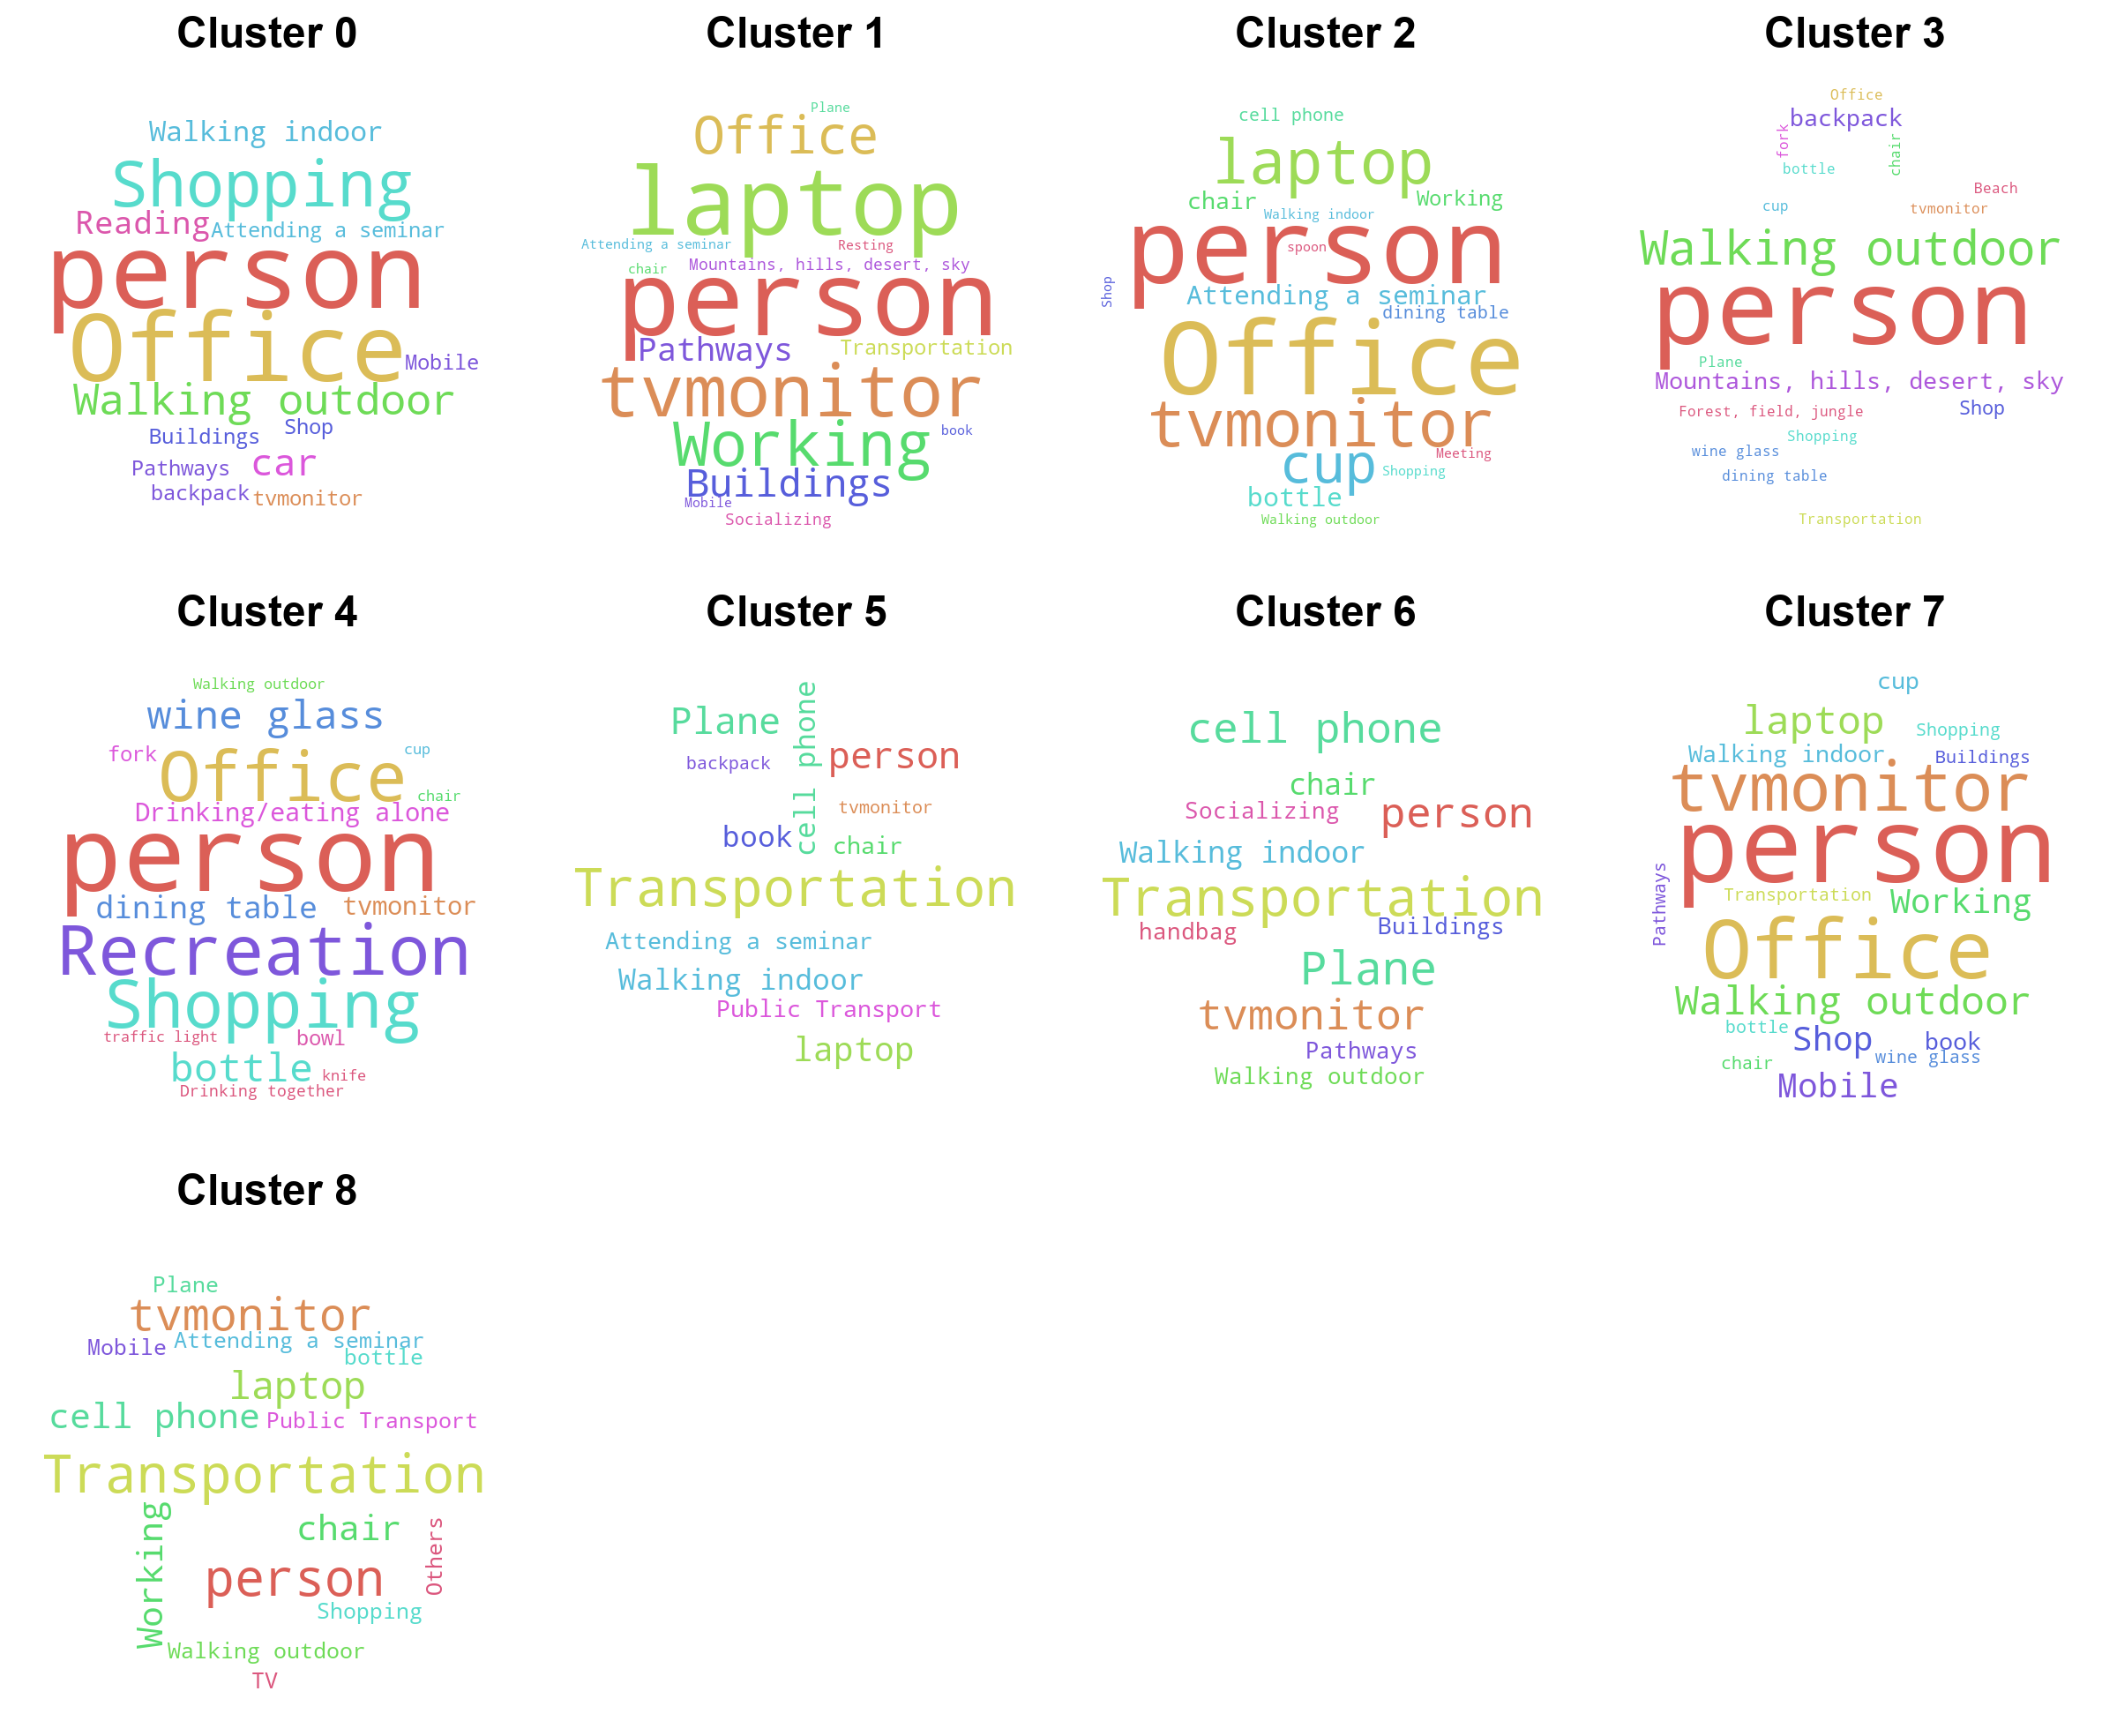 Cluster 0
Walking indoor
Shopping
Reading
Attending a seminar
person
Office
Mobile
Walking outdoor
Buildings
Shop
Pathways
car
backpack
tvmonitor
Cluster 1
Plane
Office
laptop
Attending a seminar
Resting
chair
Mountains, hills, desert, sky
person
Pathways
Transportation
tvmonitor
Working
book
Buildings
Mobile
Socializing
Cluster 2
cell phone
laptop
chair
Working
Walking indoor
person
spoon
Shop
Attending a seminar
dining table
Office
tvmonitor
Meeting
cup
Shopping
bottle
Walking outdoor
Cluster 3
Office
backpack
fork
chair
bottle
Beach
cup
tvmonitor
Walking outdoor
person
Plane
Mountains, hills, desert, sky
Forest, field, jungle
Shop
Shopping
wine glass
dining table
Transportation
Cluster 4
Walking outdoor
wine glass
fork
Office
cup
chair
Drinking/eating alone
person
dining table
tvmonitor
Recreation
Shopping
traffic light
bowl
bottle
knife
Drinking together
Cluster 5
Plane
cell phone
person
backpack
tvmonitor
book
chair
Transportation
Attending a seminar
Walking indoor
Public Transport
laptop
Cluster 6
cell phone
chair
Socializing
person
Walking indoor
Transportation
handbag
Buildings
Plane
tvmonitor
Pathways
Walking outdoor
Cluster 7
cup
laptop
Shopping
Walking indoor
Buildings
tvmonitor
person
Pathways
Transportation
Working
Office
Walking outdoor
bottle
Shop
book
chair
wine glass
Mobile
Cluster 8
Plane
tvmonitor
Mobile
Attending a seminar
bottle
laptop
cell phone
Public Transport
Transportation
Working
chair
Others
person
Shopping
Walking outdoor
TV